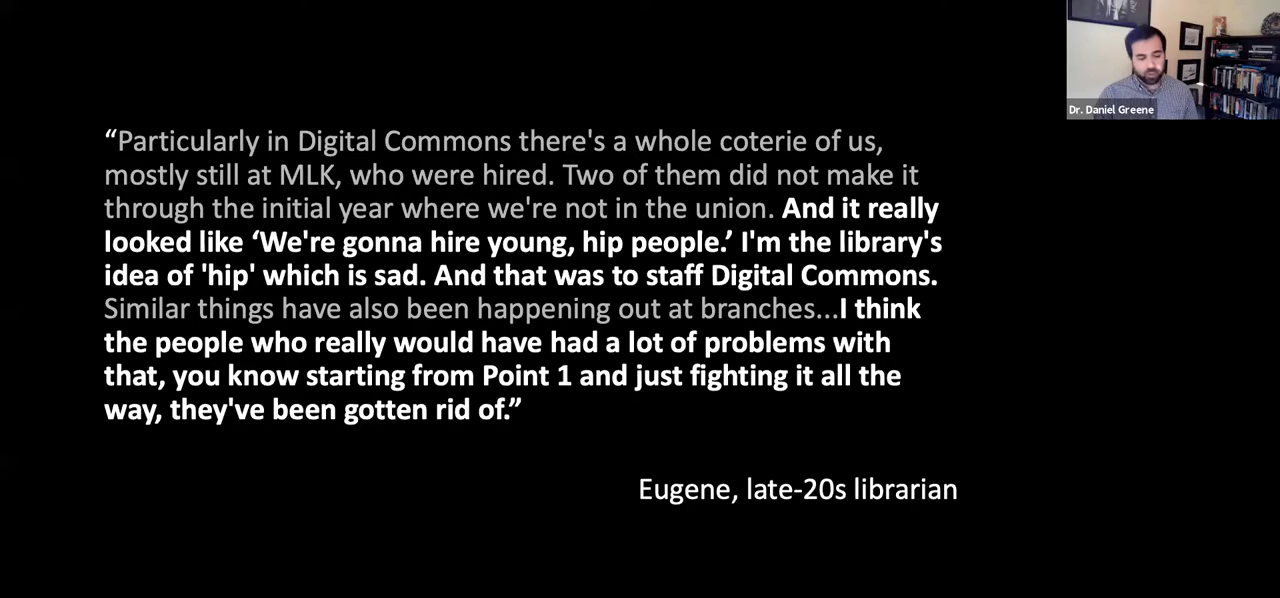 “Particularly in Digital Commons there's a whole coterie of us,
mostly still at MLK, who were hired. Two of them did not make it
through the initial year where we're not in the union. And it really
looked like ‘We're gonna hire young, hip people.’ I'm the library's
idea of 'hip' which is sad. And that was to staff Digital Commons.
Similar things have also been happening out at branches...I think
the people who really would have had a lot of problems with
that, you know starting from Point 1 and just fighting it all the
way, they've been gotten rid of.”
Eugene, late-20s librarian
Dr. Daniel Greene